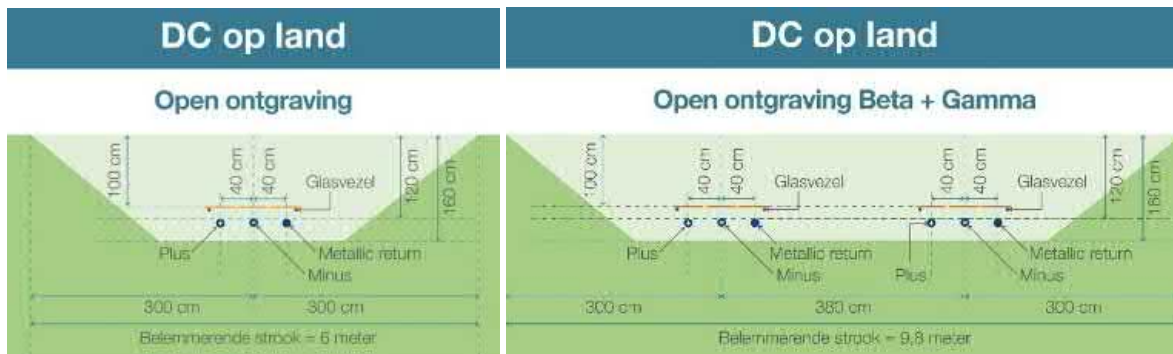 DC op land
Open ontgraving
100 cm
40 cm
40 cm
Glasvezel
120 cm
160 cm
Plus
Metallic return
Minus
300 cm
300 cm
Belemmerende strook = 6 meter
DC op land
Open ontgraving Beta + Gamma
100 cm
40 cm
40 cm
Glasvezel
40 cm
40 cm
Glasvezel
120 cm
160 cm
Plus
Metallic return
Minus
Plus
Metallic return
Minus
300 cm
380 cm
300 cm
Belemmerende strook = 9,8 meter